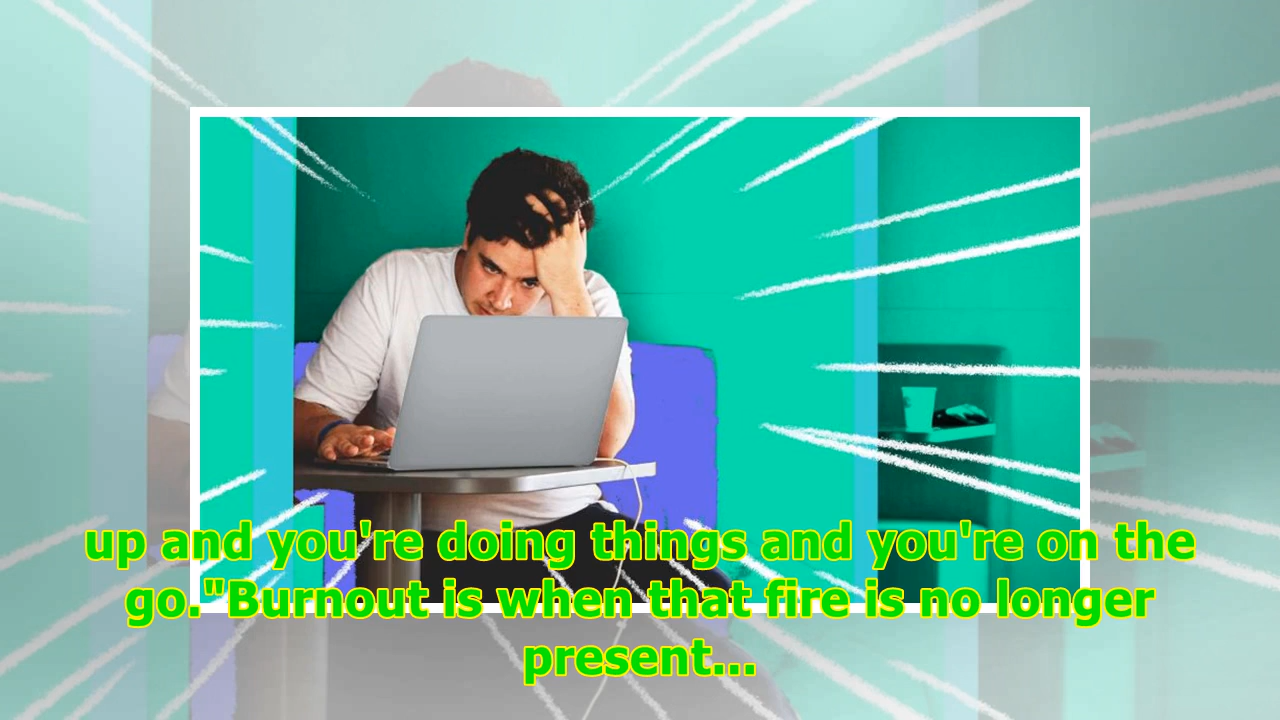 up and you're doing things and you're on the
go."Burnout is when that fire is no longer
present...